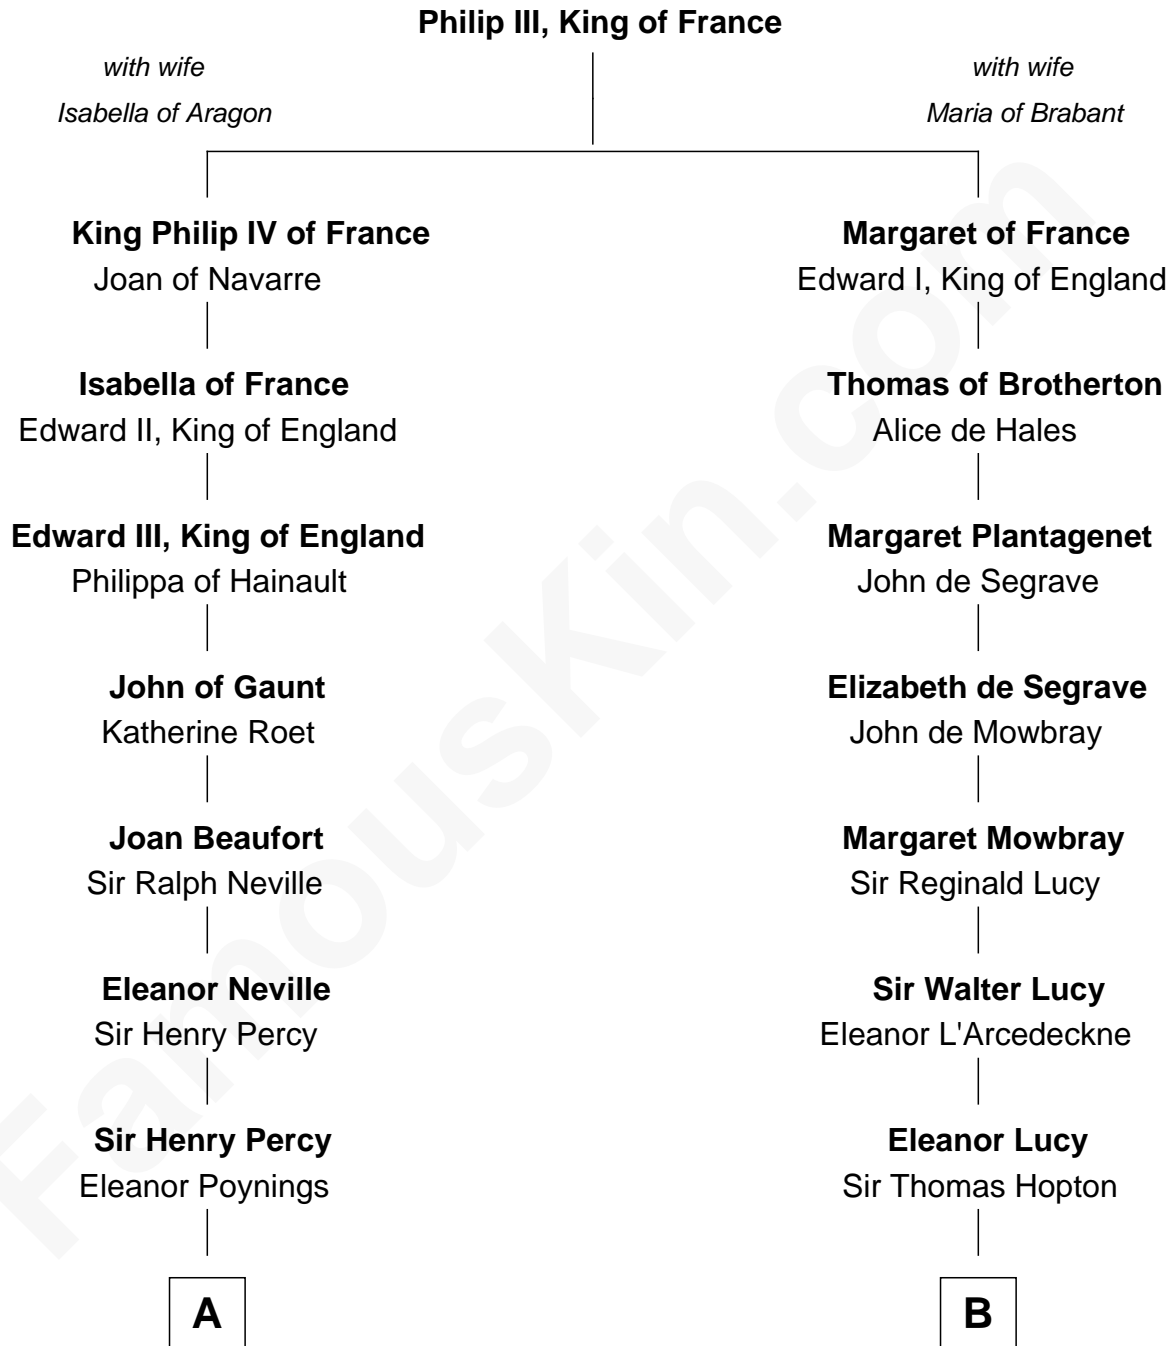 Philip III, King of France
with wife
Isabella of Aragon
with wife
Maria of Brabant
King Philip IV of France
Joan of Navarre
Margaret of France
Edward I, King of England
Isabella of France
Edward II, King of England
Thomas of Brotherton
Alice de Hales
Edward III, King of England
Philippa of Hainault
Margaret Plantagenet
John de Segrave
John of Gaunt
Katherine Roet
Elizabeth de Segrave
John de Mowbray
Joan Beaufort
Sir Ralph Neville
Margaret Mowbray
Sir Reginald Lucy
Eleanor Neville
Sir Henry Percy
Sir Walter Lucy
Eleanor L'Arcedeckne
Sir Henry Percy
Eleanor Poynings
Eleanor Lucy
Sir Thomas Hopton
A
B
FamousKin.com